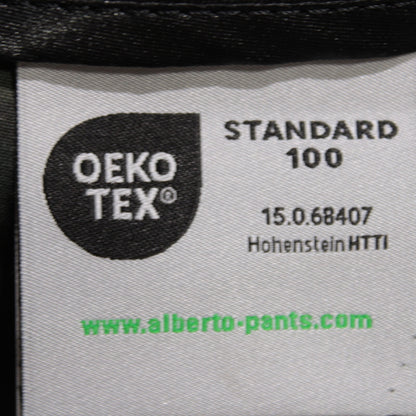 OEKO
TEX®
STANDARD
100
15.0.68407
Hohenstein HTTI
www.alberto-pants.com